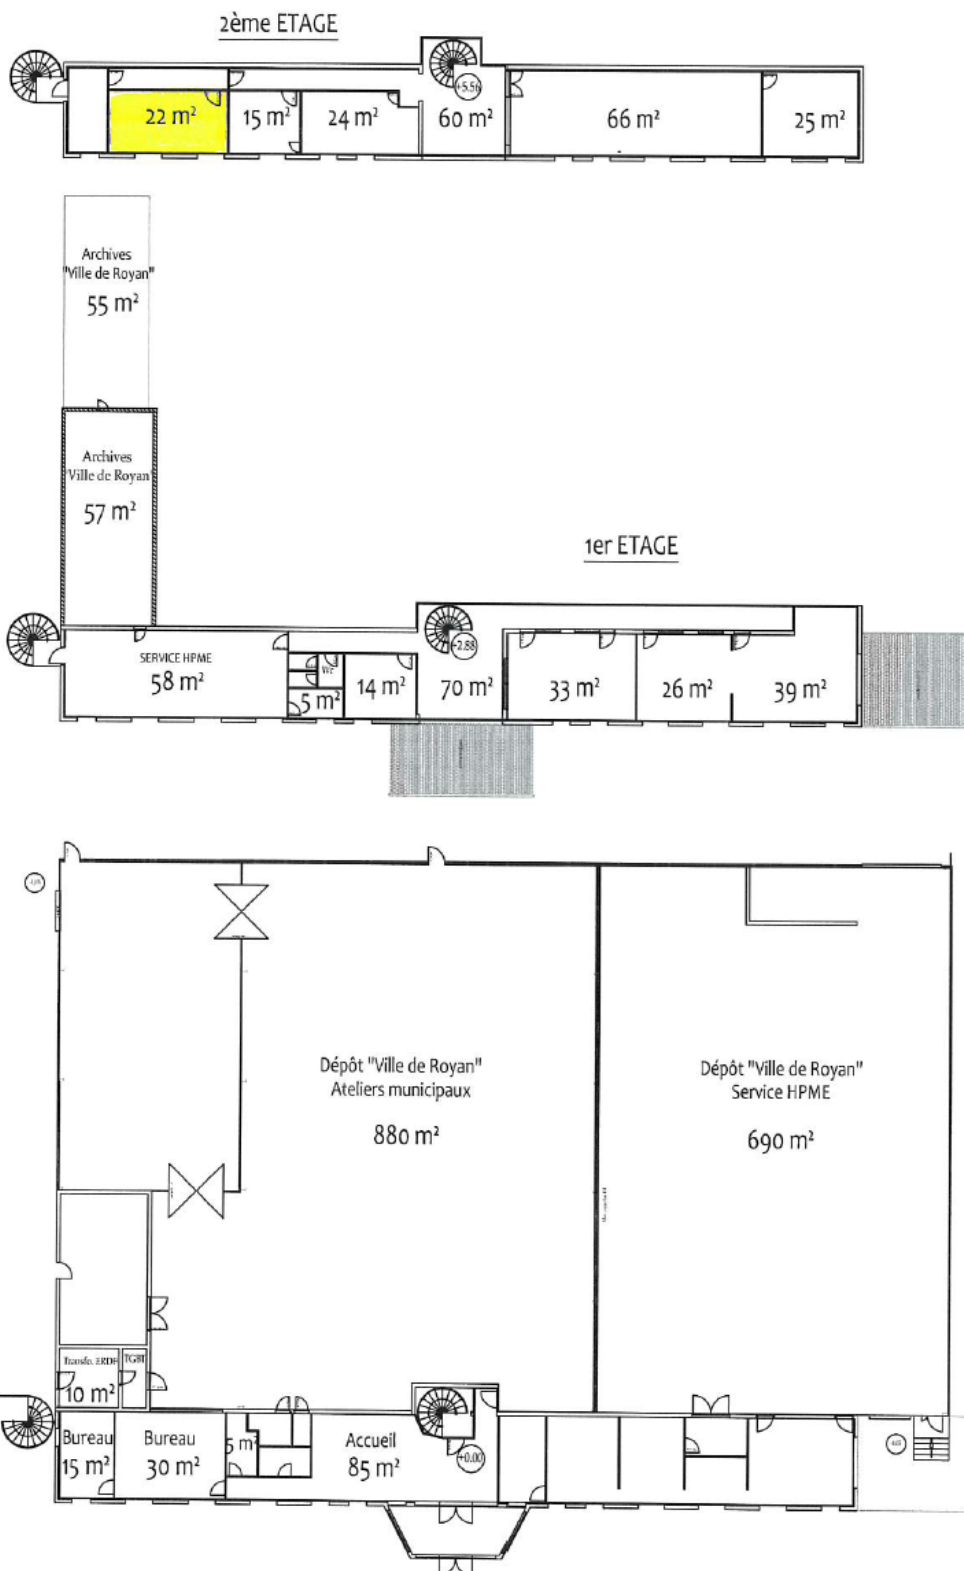 2ème ETAGE
+5.56
22 m²
15 m²
24 m²
60 m²
66 m²
25 m²
Archives
"Ville de Royan"
55 m²
Archives
'Ville de Royan'
57 m²
1er ETAGE
+2.88
SERVICE HPME
58 m²
WC
5 m²
14 m²
70 m²
33 m²
26 m²
39 m²
Dépôt "Ville de Royan"
Ateliers municipaux
880 m²
Dépôt "Ville de Royan"
Service HPME
690 m²
Transfo. ERDF
TGBT
10 m²
Bureau
15 m²
Bureau
30 m²
5 m²
Accueil
85 m²
+0.00